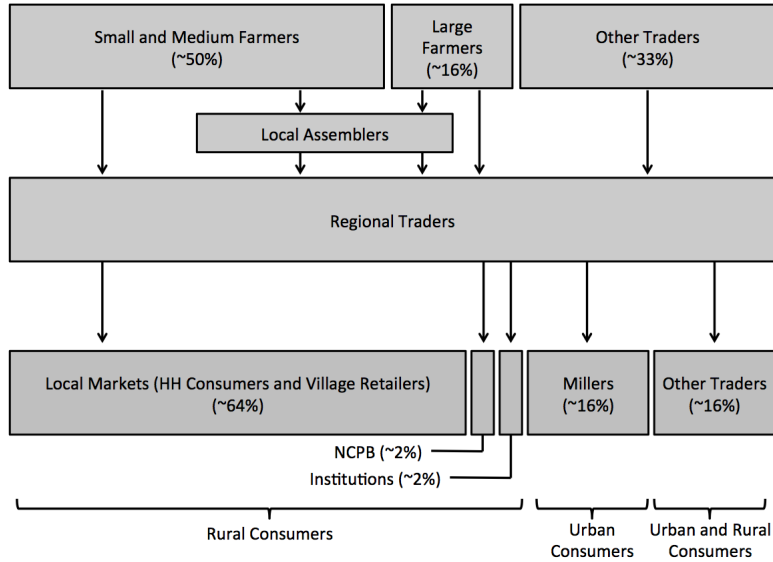 Small and Medium Farmers
(~50%)
Large
Farmers
(~16%)
Other Traders
(~33%)
Local Assemblers
Regional Traders
Local Markets (HH Consumers and Village Retailers)
(~64%)
Millers
(~16%)
Other Traders
(~16%)
NCPB (~2%)
Institutions (~2%)
Rural Consumers
Urban
Consumers
Urban and Rural
Consumers